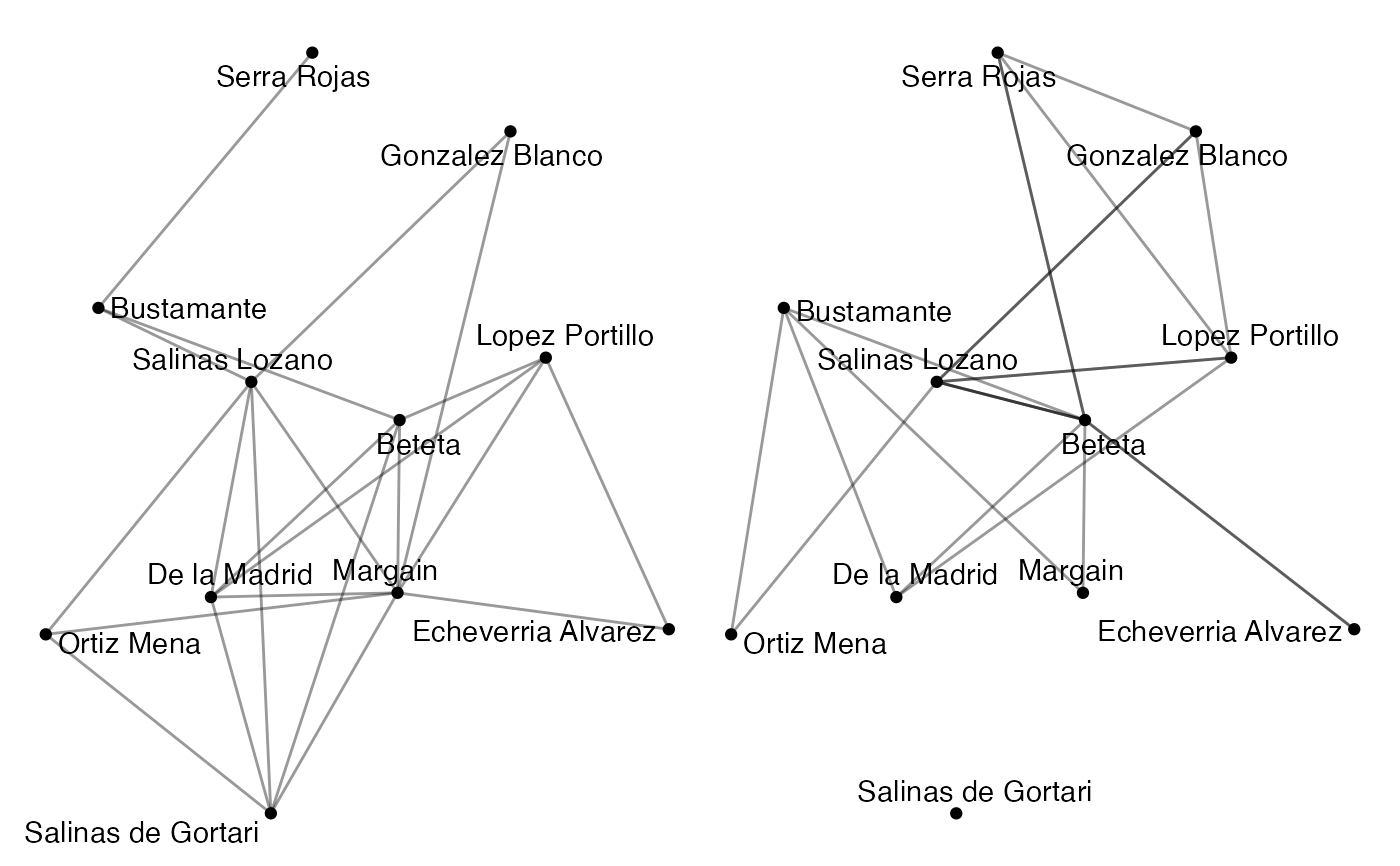 Serra Rojas
Gonzalez Blanco
Bustamante
Lopez Portillo
Salinas Lozano
Beteta
De la Madrid
Margain
Echeverria Alvarez
Ortiz Mena
Salinas de Gortari
Serra Rojas
Gonzalez Blanco
Bustamante
Lopez Portillo
Salinas Lozano
Beteta
De la Madrid
Margain
Echeverria Alvarez
Ortiz Mena
Salinas de Gortari